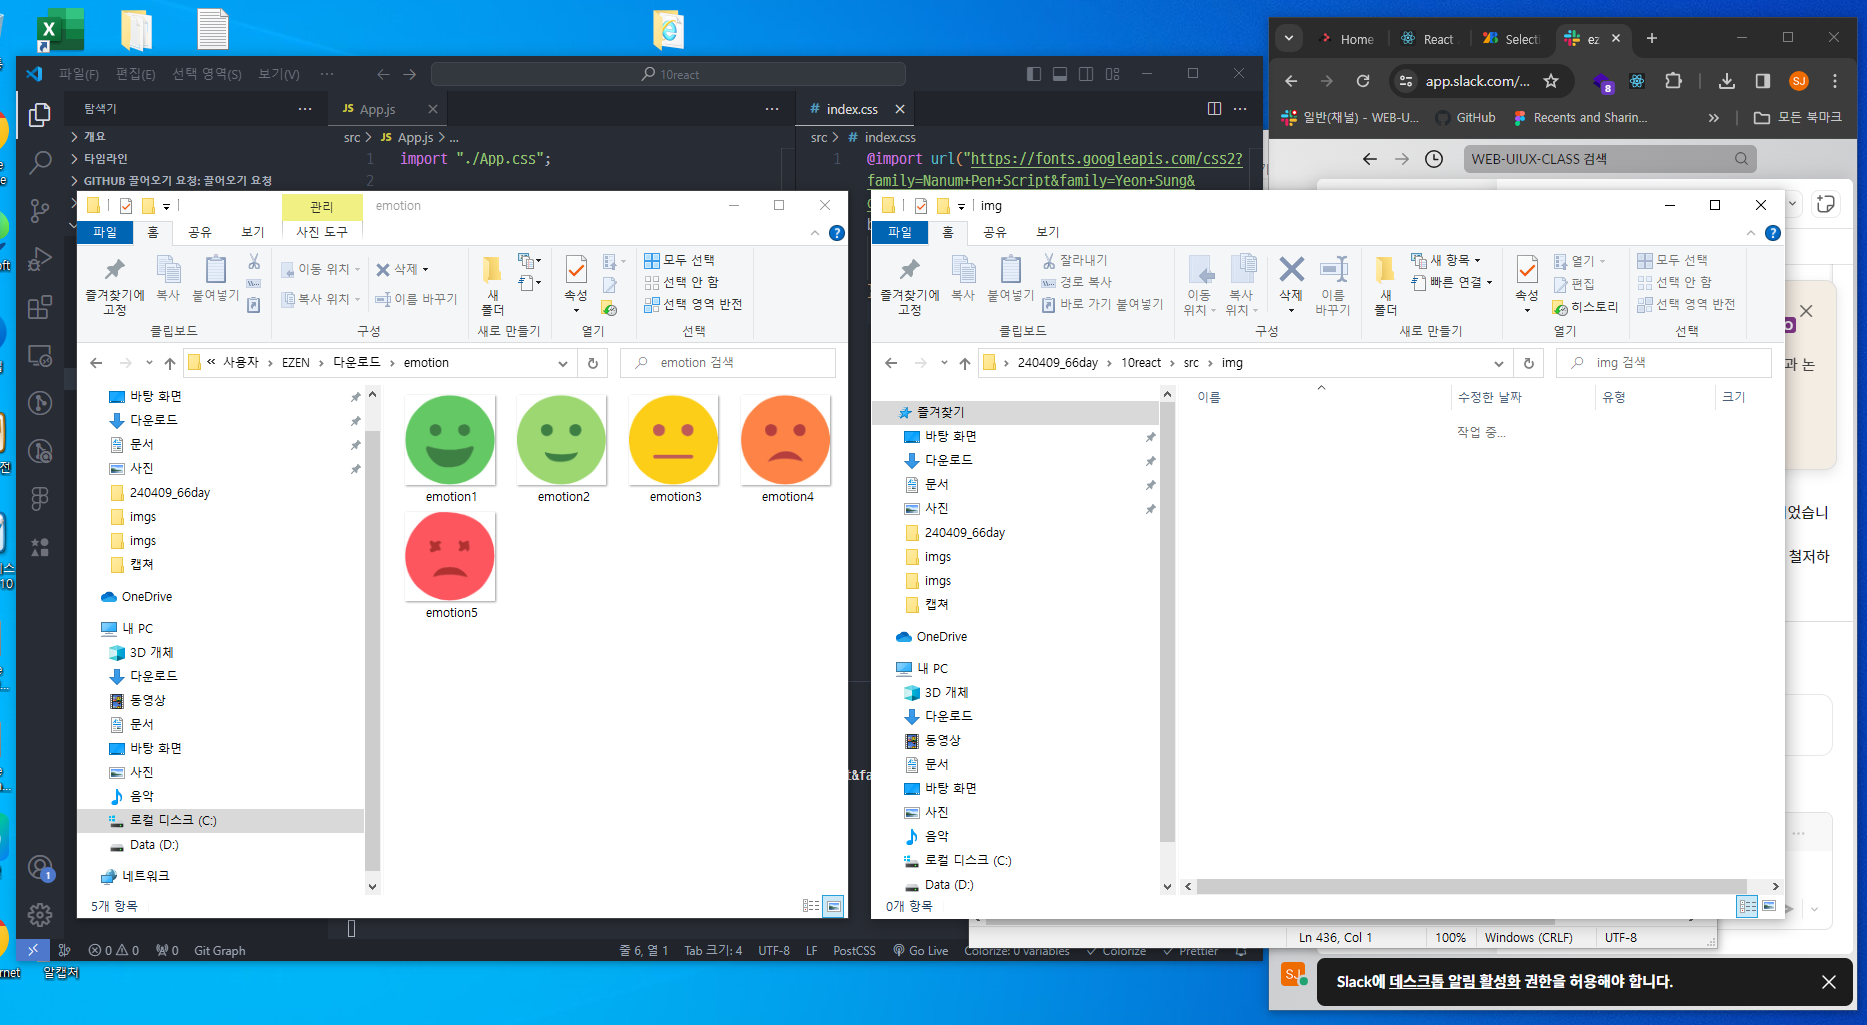 파일(F)
편집(E)
선택 영역(S)
보기(V)
10react
탐색기
개요
타임라인
GITHUB 끌어오기 요청: 끌어오기 요청
JS App.js
# index.css
src > JS App.js > ...
src > # index.css
1 import "./App.css";
2
1 @import url("https://fonts.googleapis.com/css2?
family=Nanum+Pen+Script&family=Yeon+Sung&
관리
emotion
파일
홈
공유
보기
사진 도구
즐겨찾기에 고정
복사
붙여넣기
이동 위치
복사 위치
삭제
이름 바꾸기
새 폴더
속성
모두 선택
선택 안 함
선택 영역 반전
클립보드
구성
새로 만들기
열기
선택
« 사용자 > EZEN > 다운로드 > emotion
emotion 검색
바탕 화면
다운로드
문서
사진
240409_66day
imgs
imgs
캡쳐
OneDrive
내 PC
3D 개체
다운로드
동영상
문서
바탕 화면
사진
음악
로컬 디스크 (C:)
Data (D:)
네트워크
emotion1
emotion2
emotion3
emotion4
emotion5
5개 항목
img
파일
홈
공유
보기
즐겨찾기에 고정
복사
붙여넣기
잘라내기
경로 복사
바로 가기 붙여넣기
이동 위치
복사 위치
삭제
이름 바꾸기
새 폴더
새 항목
빠른 연결
속성
열기
편집
히스토리
모두 선택
선택 안 함
선택 영역 반전
클립보드
구성
새로 만들기
열기
선택
240409_66day > 10react > src > img
img 검색
이름
수정한 날짜
유형
크기
작업 중...
즐겨찾기
바탕 화면
다운로드
문서
사진
240409_66day
imgs
imgs
캡쳐
OneDrive
내 PC
3D 개체
다운로드
동영상
문서
바탕 화면
사진
음악
로컬 디스크 (C:)
Data (D:)
0개 항목
t&fa
1
0 0
0
Git Graph
줄 6, 열 1
Tab 크기: 4
UTF-8
LF
PostCSS
Go Live
Colorize: 0 variables
Colorize
Prettier
Ln 436, Col 1
100%
Windows (CRLF)
UTF-8
알캡처
Home
React
Selecti
ez
app.slack.com/...
8
SJ
일반(채널) - WEB-U...
GitHub
Recents and Sharin...
모든 북마크
WEB-UIUX-CLASS 검색
과 논
었습니
철저하
SJ
Slack에 데스크톱 알림 활성화 권한을 허용해야 합니다.